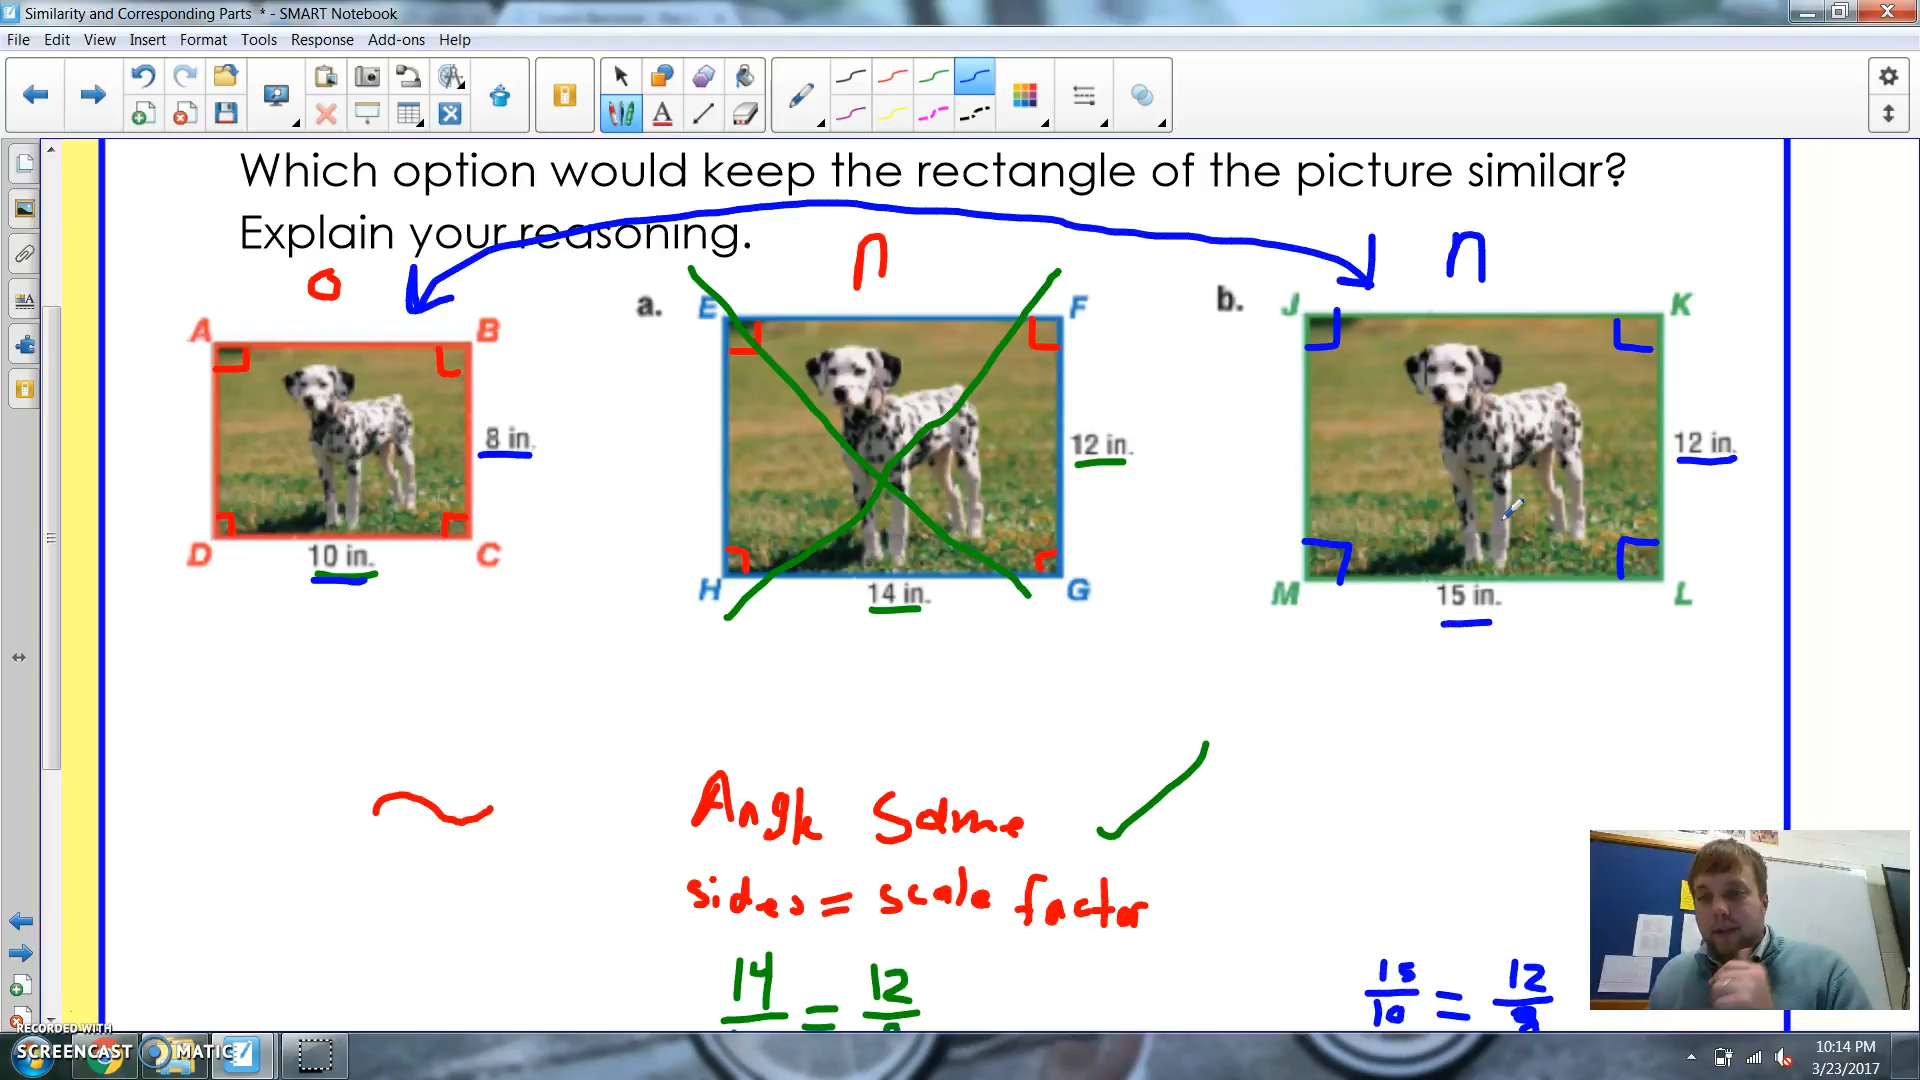 Similarity and Corresponding Parts * - SMART Notebook
File Edit View Insert Format Tools Response Add-ons Help
Which option would keep the rectangle of the picture similar?
Explain your reasoning.
o n n
a. b.
A B E F J K
8 in. 12 in. 12 in.
D C H G M L
10 in. 14 in. 15 in.
~ Angle Same ✓
sides = scale factor
14 = 12
15/10 = 12/8
RECORDED WITH
SCREENCAST MATIC
10:14 PM
3/23/2017